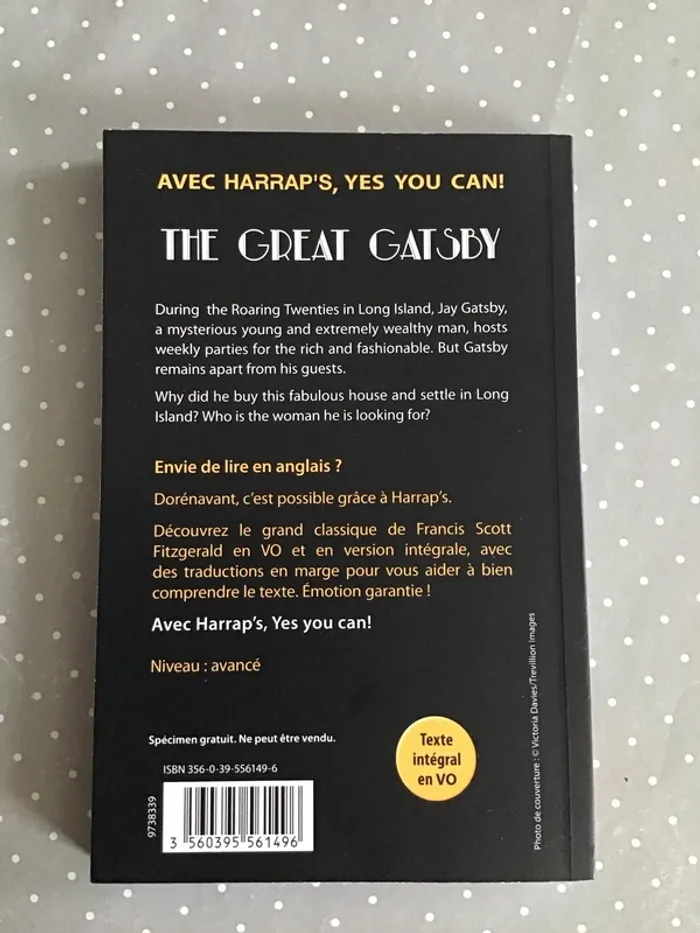 AVEC HARRAP'S, YES YOU CAN!
THE GREAT GATSBY
During the Roaring Twenties in Long Island, Jay Gatsby,
a mysterious young and extremely wealthy man, hosts
weekly parties for the rich and fashionable. But Gatsby
remains apart from his guests.
Why did he buy this fabulous house and settle in Long
Island? Who is the woman he is looking for?
Envie de lire en anglais ?
Dorénavant, c'est possible grâce à Harrap's.
Découvrez le grand classique de Francis Scott
Fitzgerald en VO et en version intégrale, avec
des traductions en marge pour vous aider à bien
comprendre le texte. Émotion garantie !
Avec Harrap's, Yes you can!
Niveau : avancé
Spécimen gratuit. Ne peut être vendu.
ISBN 356-0-39-556149-6
9738339
3 560395 561496
Texte
intégral
en VO
Photo de couverture : © Victoria Davies/Trevillion images